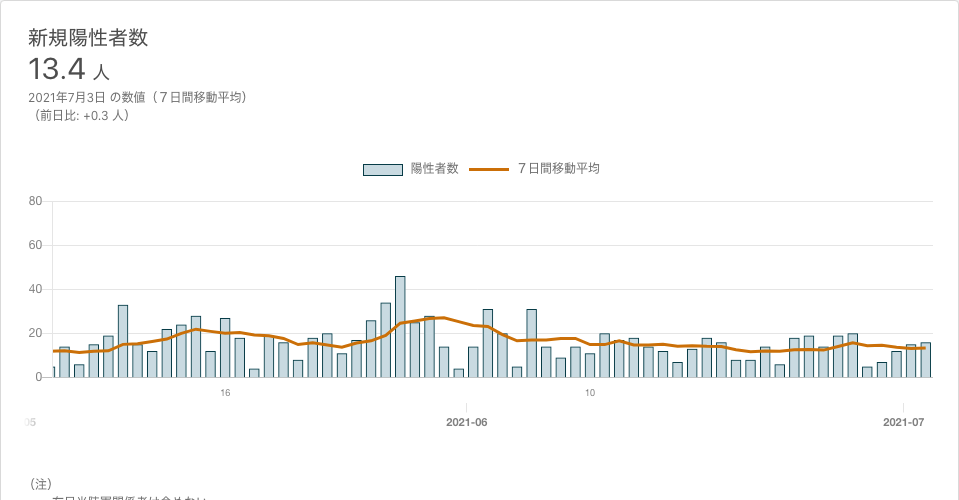 新規陽性者数
13.4 人
2021年7月3日 の数値（７日間移動平均）
（前日比: +0.3 人）
陽性者数 ７日間移動平均
80
60
40
20
0
16 10
05 2021-06 2021-07
（注）